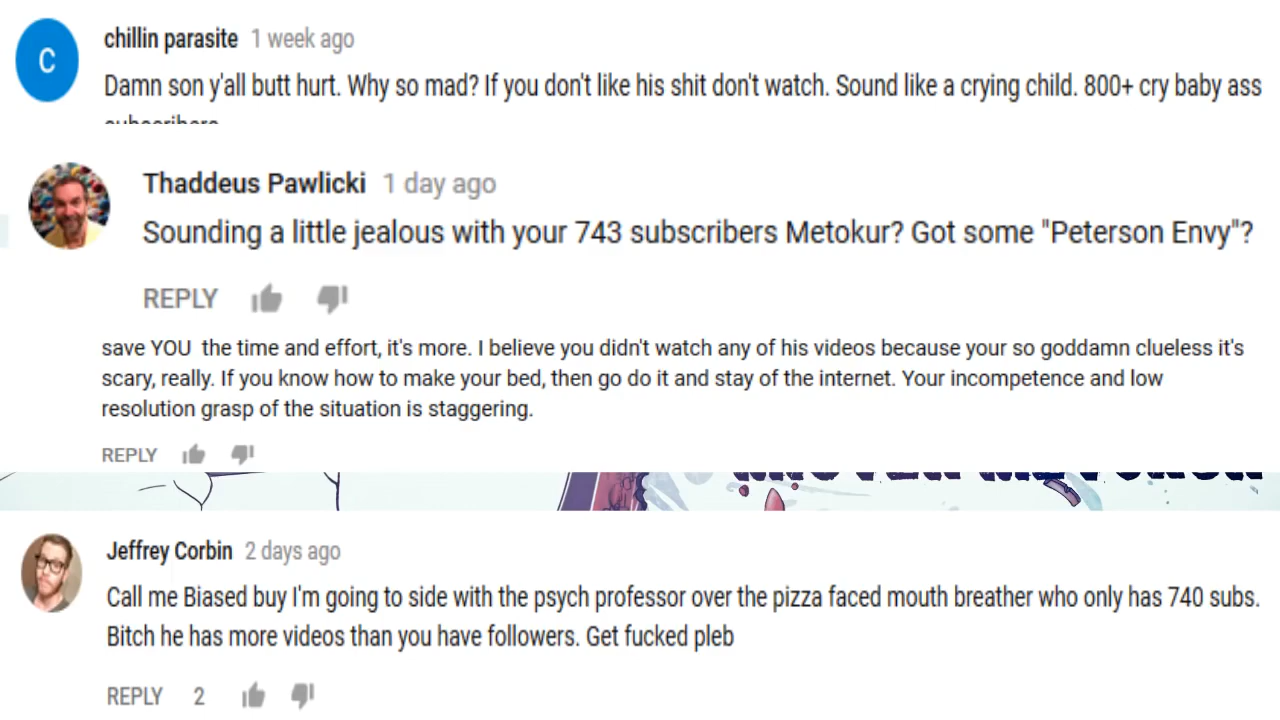 C
chillin parasite 1 week ago
Damn son y'all butt hurt. Why so mad? If you don't like his shit don't watch. Sound like a crying child. 800+ cry baby ass
subscribers
Thaddeus Pawlicki 1 day ago
Sounding a little jealous with your 743 subscribers Metokur? Got some "Peterson Envy"?
REPLY
save YOU the time and effort, it's more. I believe you didn't watch any of his videos because your so goddamn clueless it's
scary, really. If you know how to make your bed, then go do it and stay of the internet. Your incompetence and low
resolution grasp of the situation is staggering.
REPLY
Jeffrey Corbin 2 days ago
Call me Biased buy I'm going to side with the psych professor over the pizza faced mouth breather who only has 740 subs.
Bitch he has more videos than you have followers. Get fucked pleb
REPLY 2